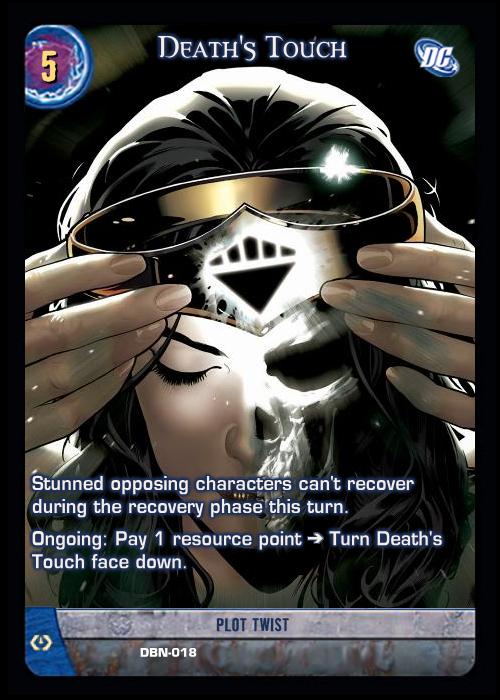 5
Death's Touch
DC
Stunned opposing characters can't recover
during the recovery phase this turn.
Ongoing: Pay 1 resource point ➔ Turn Death's
Touch face down.
PLOT TWIST
DBN-018